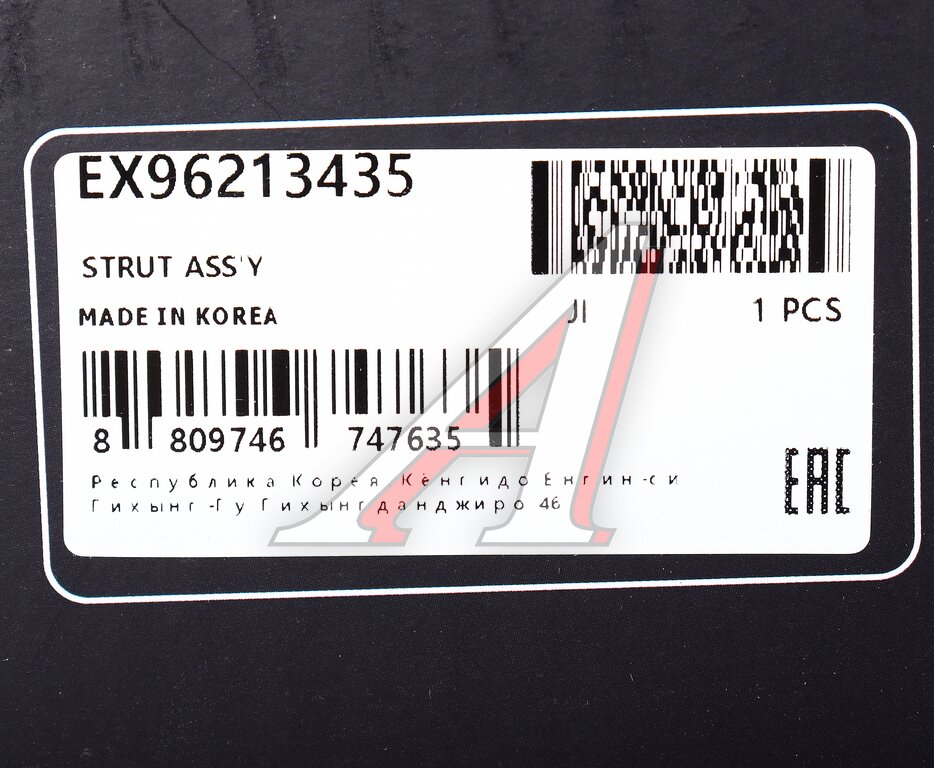 EX96213435
STRUT ASS'Y
MADE IN KOREA
JI 1 PCS
8 809746 747635
Республика Корея Кёнгидо Енгин-си
Гихынг-Гу Гихынгданджиро 46
EAC